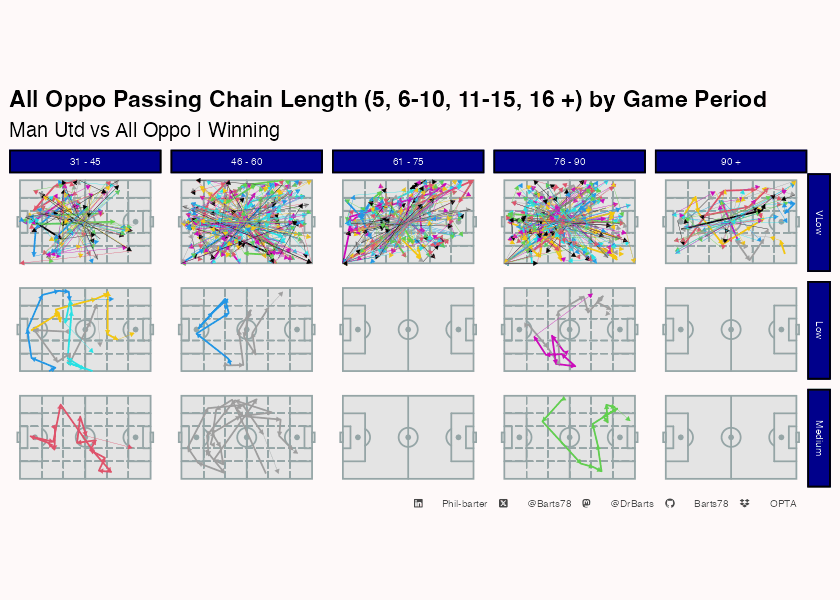 All Oppo Passing Chain Length (5, 6-10, 11-15, 16 +) by Game Period
Man Utd vs All Oppo I Winning
31 - 45 46 - 60 61 - 75 76 - 90 90 +
V Low
Low
Medium
Phil-barter @Barts78 @DrBarts Barts78 OPTA